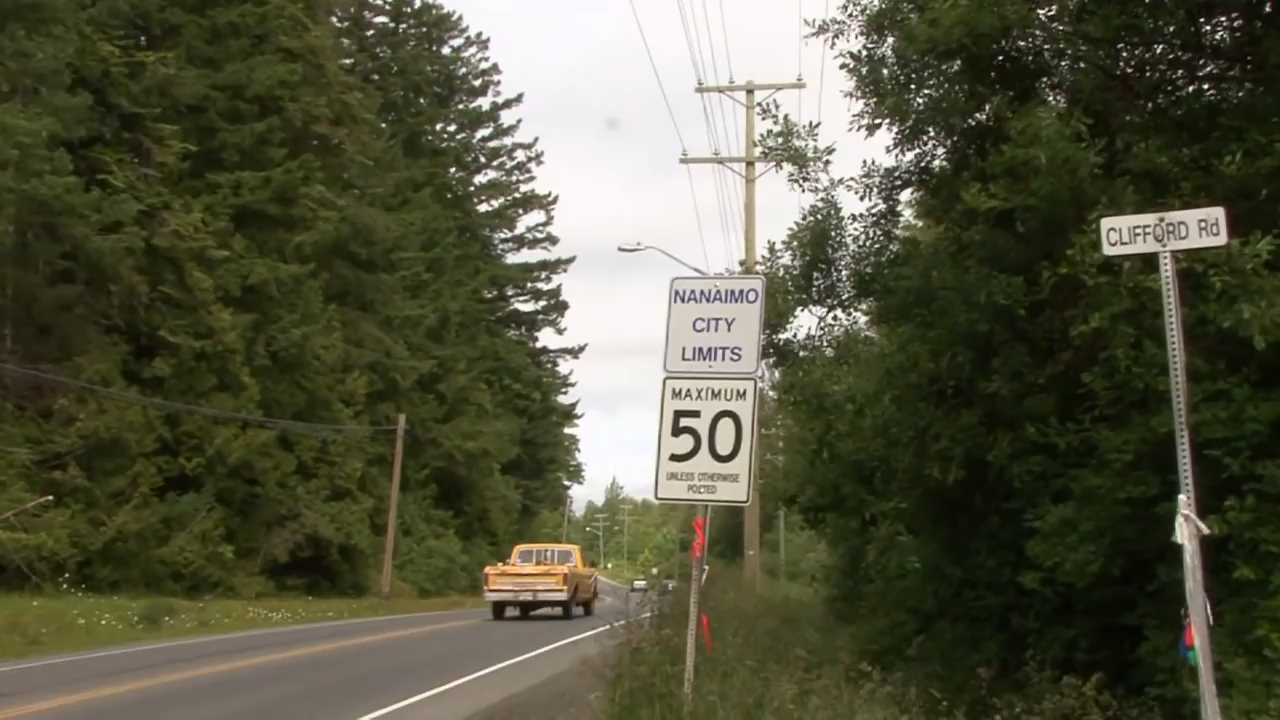 NANAIMO
CITY
LIMITS
MAXIMUM
50
UNLESS OTHERWISE
POSTED
CLIFFORD Rd